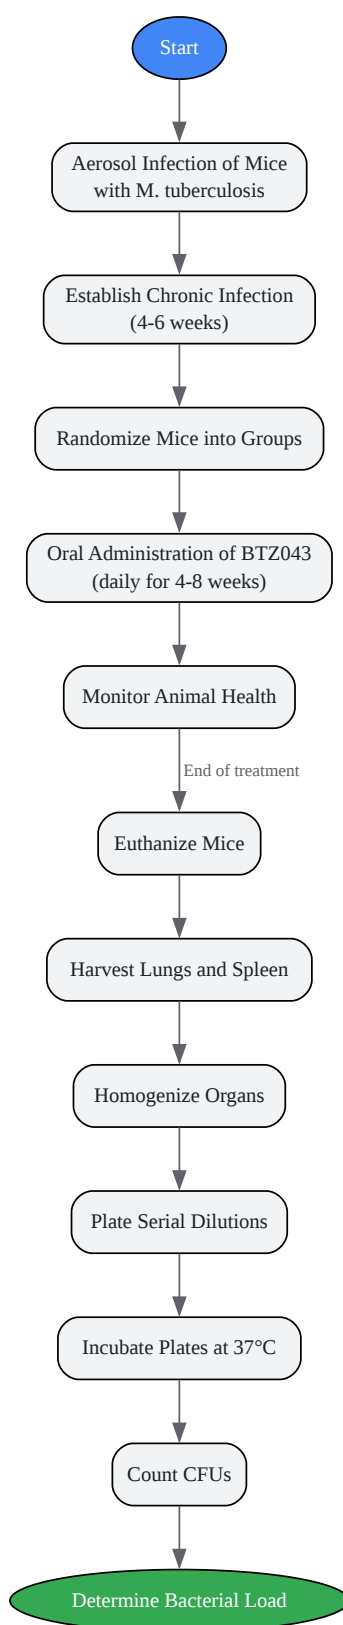 Start
Aerosol Infection of Mice
with M. tuberculosis
Establish Chronic Infection
(4-6 weeks)
Randomize Mice into Groups
Oral Administration of BTZ043
(daily for 4-8 weeks)
Monitor Animal Health
End of treatment
Euthanize Mice
Harvest Lungs and Spleen
Homogenize Organs
Plate Serial Dilutions
Incubate Plates at 37°C
Count CFUs
Determine Bacterial Load